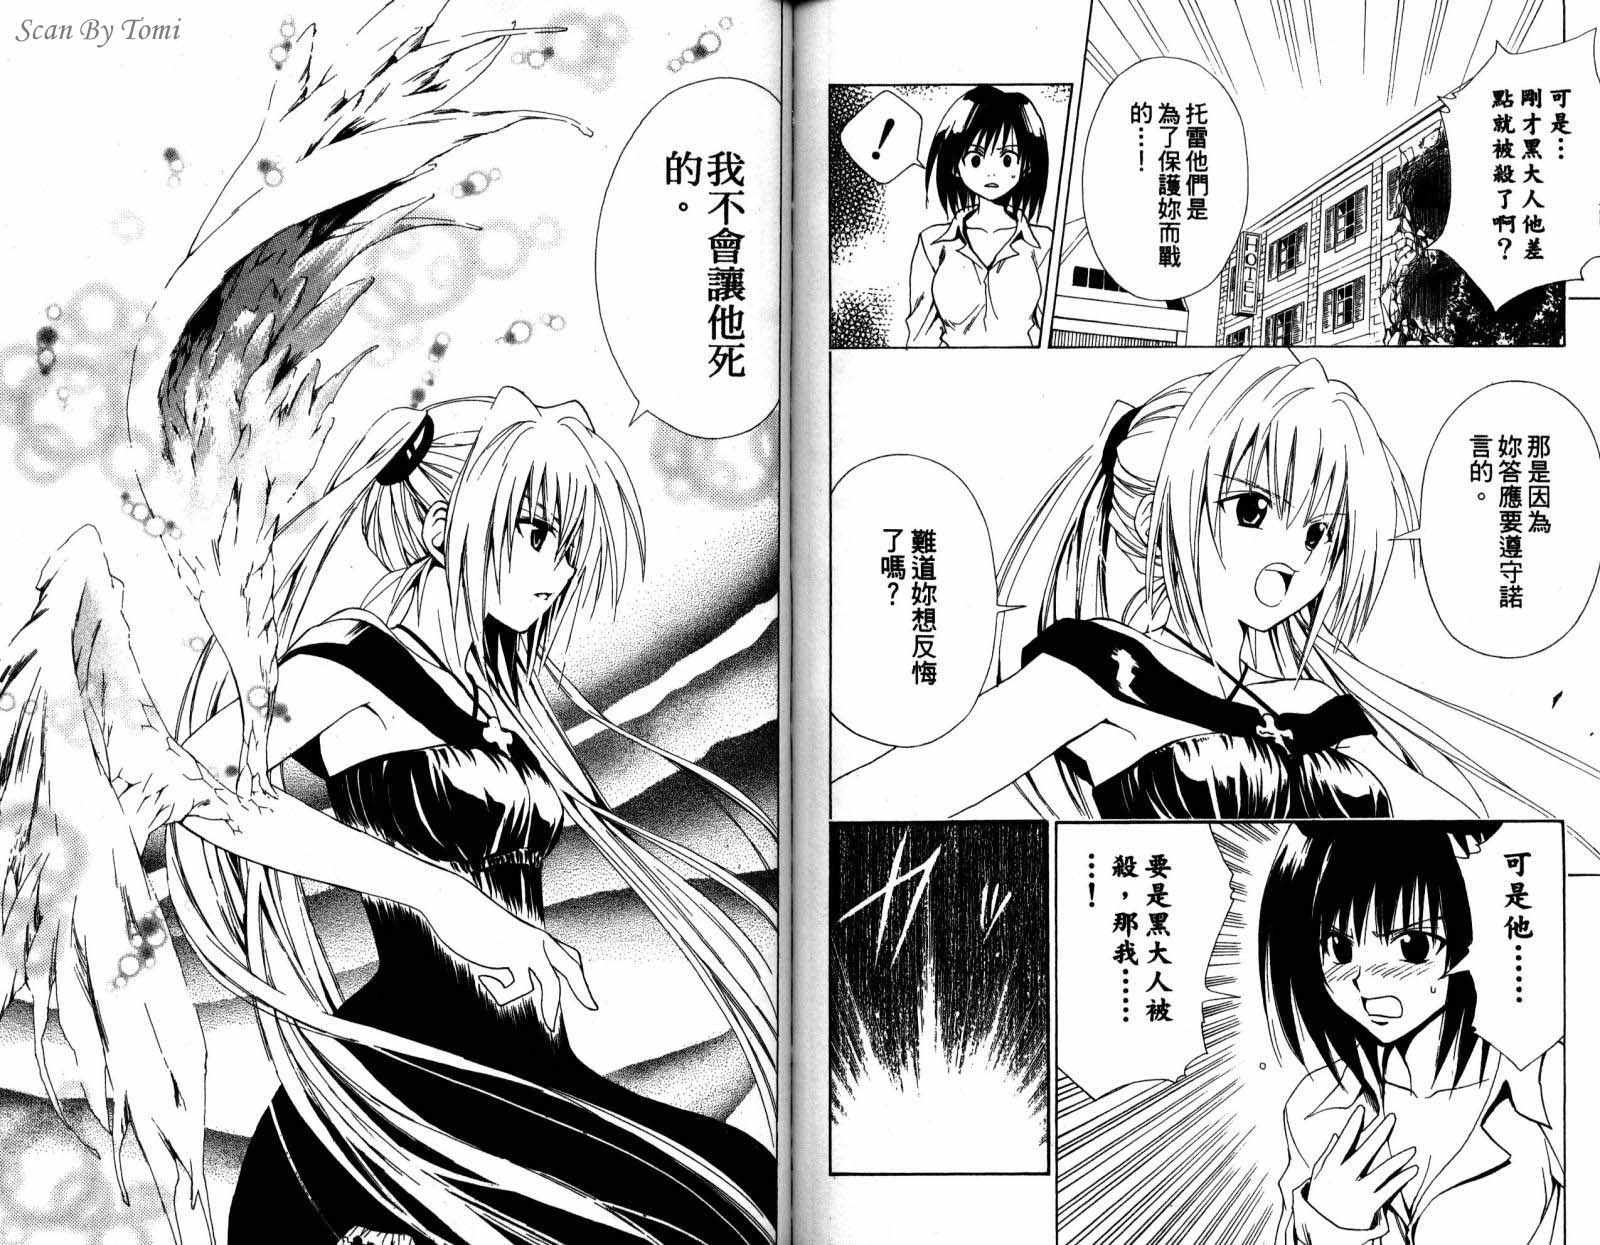 Scan By Tomi
可是…
剛才黑大人他差
點就被殺了啊？
HOTEL
托雷他們是
為了保護妳而戰
的…！
！
那是因為
妳答應要遵守諾
言的。
難道妳想反悔
了嗎？
可是他……
要是黑大人被
殺，那我……
…！
我不會讓他死
的。